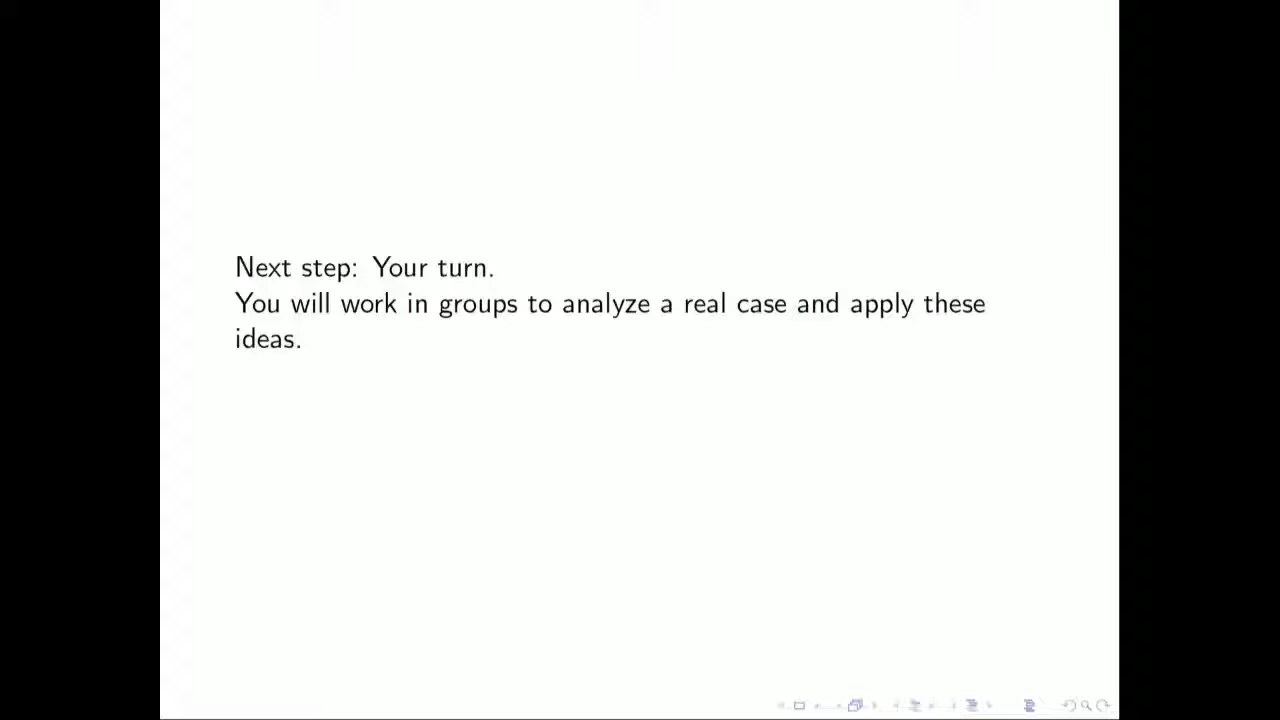 Next step: Your turn.
You will work in groups to analyze a real case and apply these
ideas.